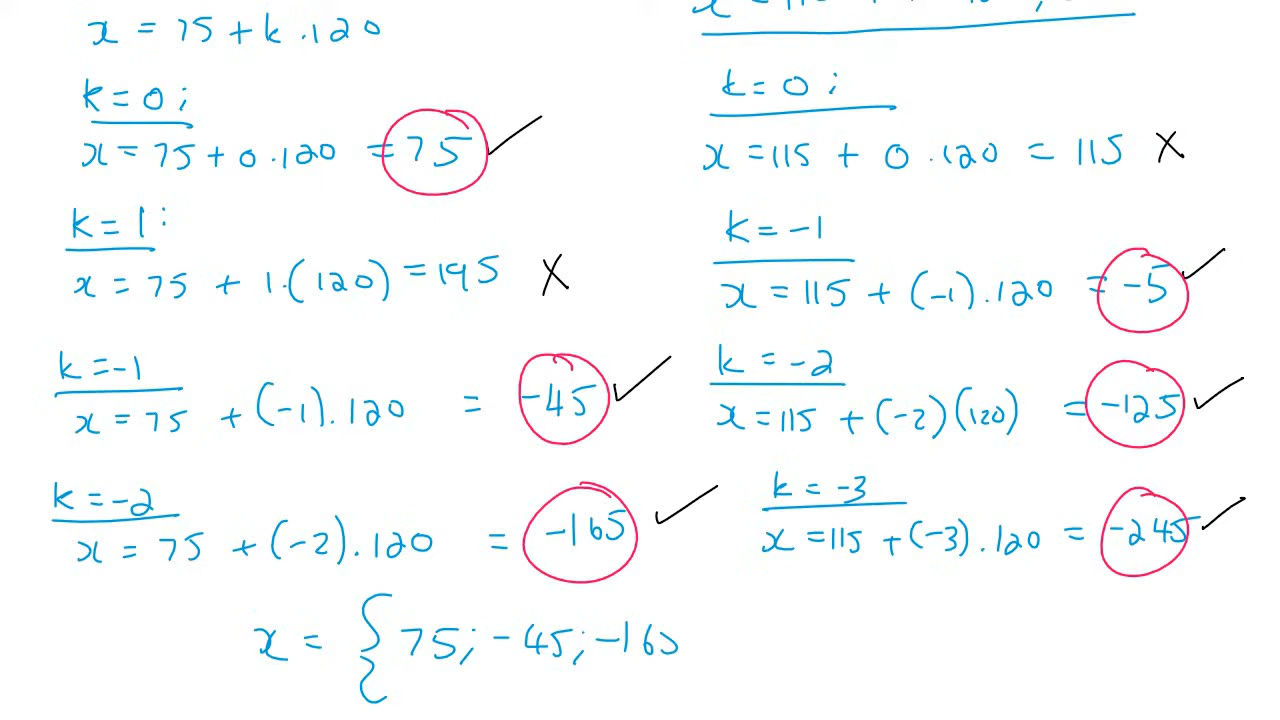 x = 75 + k . 120
k = 0 ;
x = 75 + 0 . 120 = 75 ✓
k = 1 :
x = 75 + 1.(120) = 195 X
k = -1
x = 75 + (-1) . 120 = -45 ✓
k = -2
x = 75 + (-2) . 120 = -165 ✓
k = 0 ;
x = 115 + 0 . 120 = 115 X
k = -1
x = 115 + (-1) . 120 = -5 ✓
k = -2
x = 115 + (-2)(120) = -125 ✓
k = -3
x = 115 + (-3) . 120 = -245 ✓
x = { 75; -45; -165